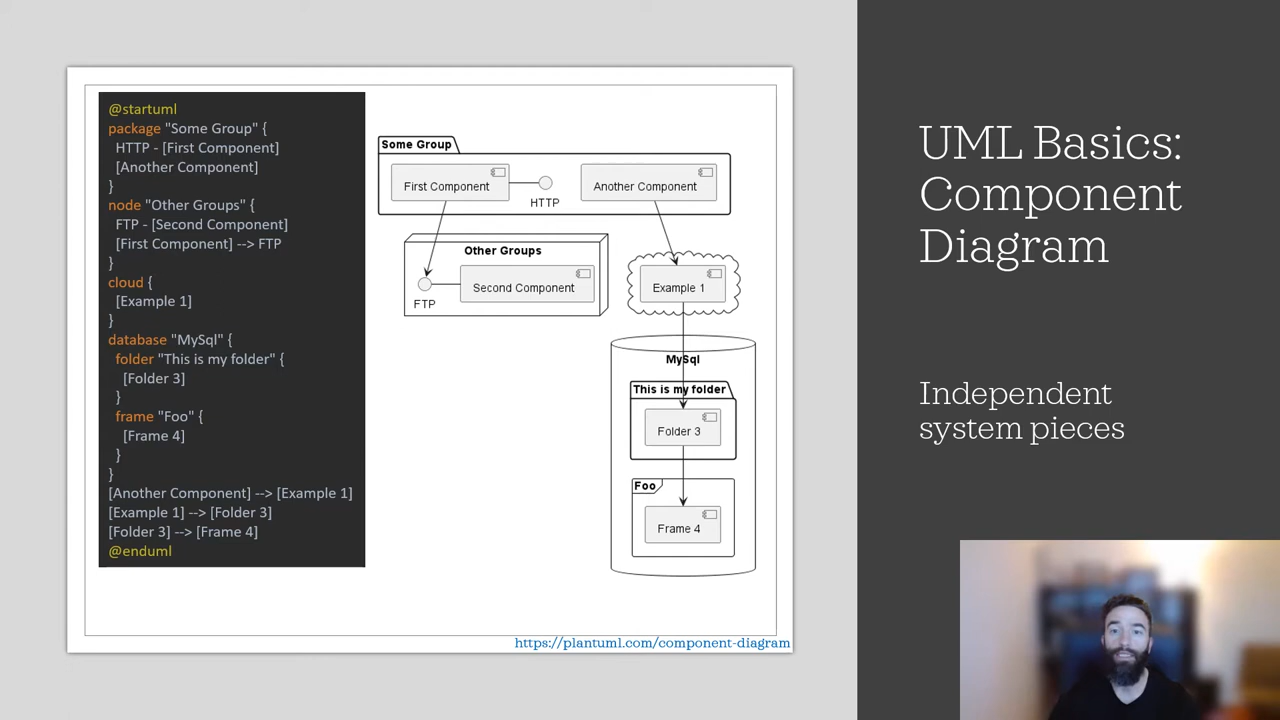 @startuml
package "Some Group" {
HTTP - [First Component]
[Another Component]
}
node "Other Groups" {
FTP - [Second Component]
[First Component] --> FTP
}
cloud {
[Example 1]
}
database "MySql" {
folder "This is my folder" {
[Folder 3]
}
frame "Foo" {
[Frame 4]
}
}
[Another Component] --> [Example 1]
[Example 1] --> [Folder 3]
[Folder 3] --> [Frame 4]
@enduml
Some Group
First Component
HTTP
Another Component
Other Groups
Second Component
FTP
Example 1
MySql
This is my folder
Folder 3
Foo
Frame 4
https://plantuml.com/component-diagram
UML Basics:
Component
Diagram
Independent
system pieces